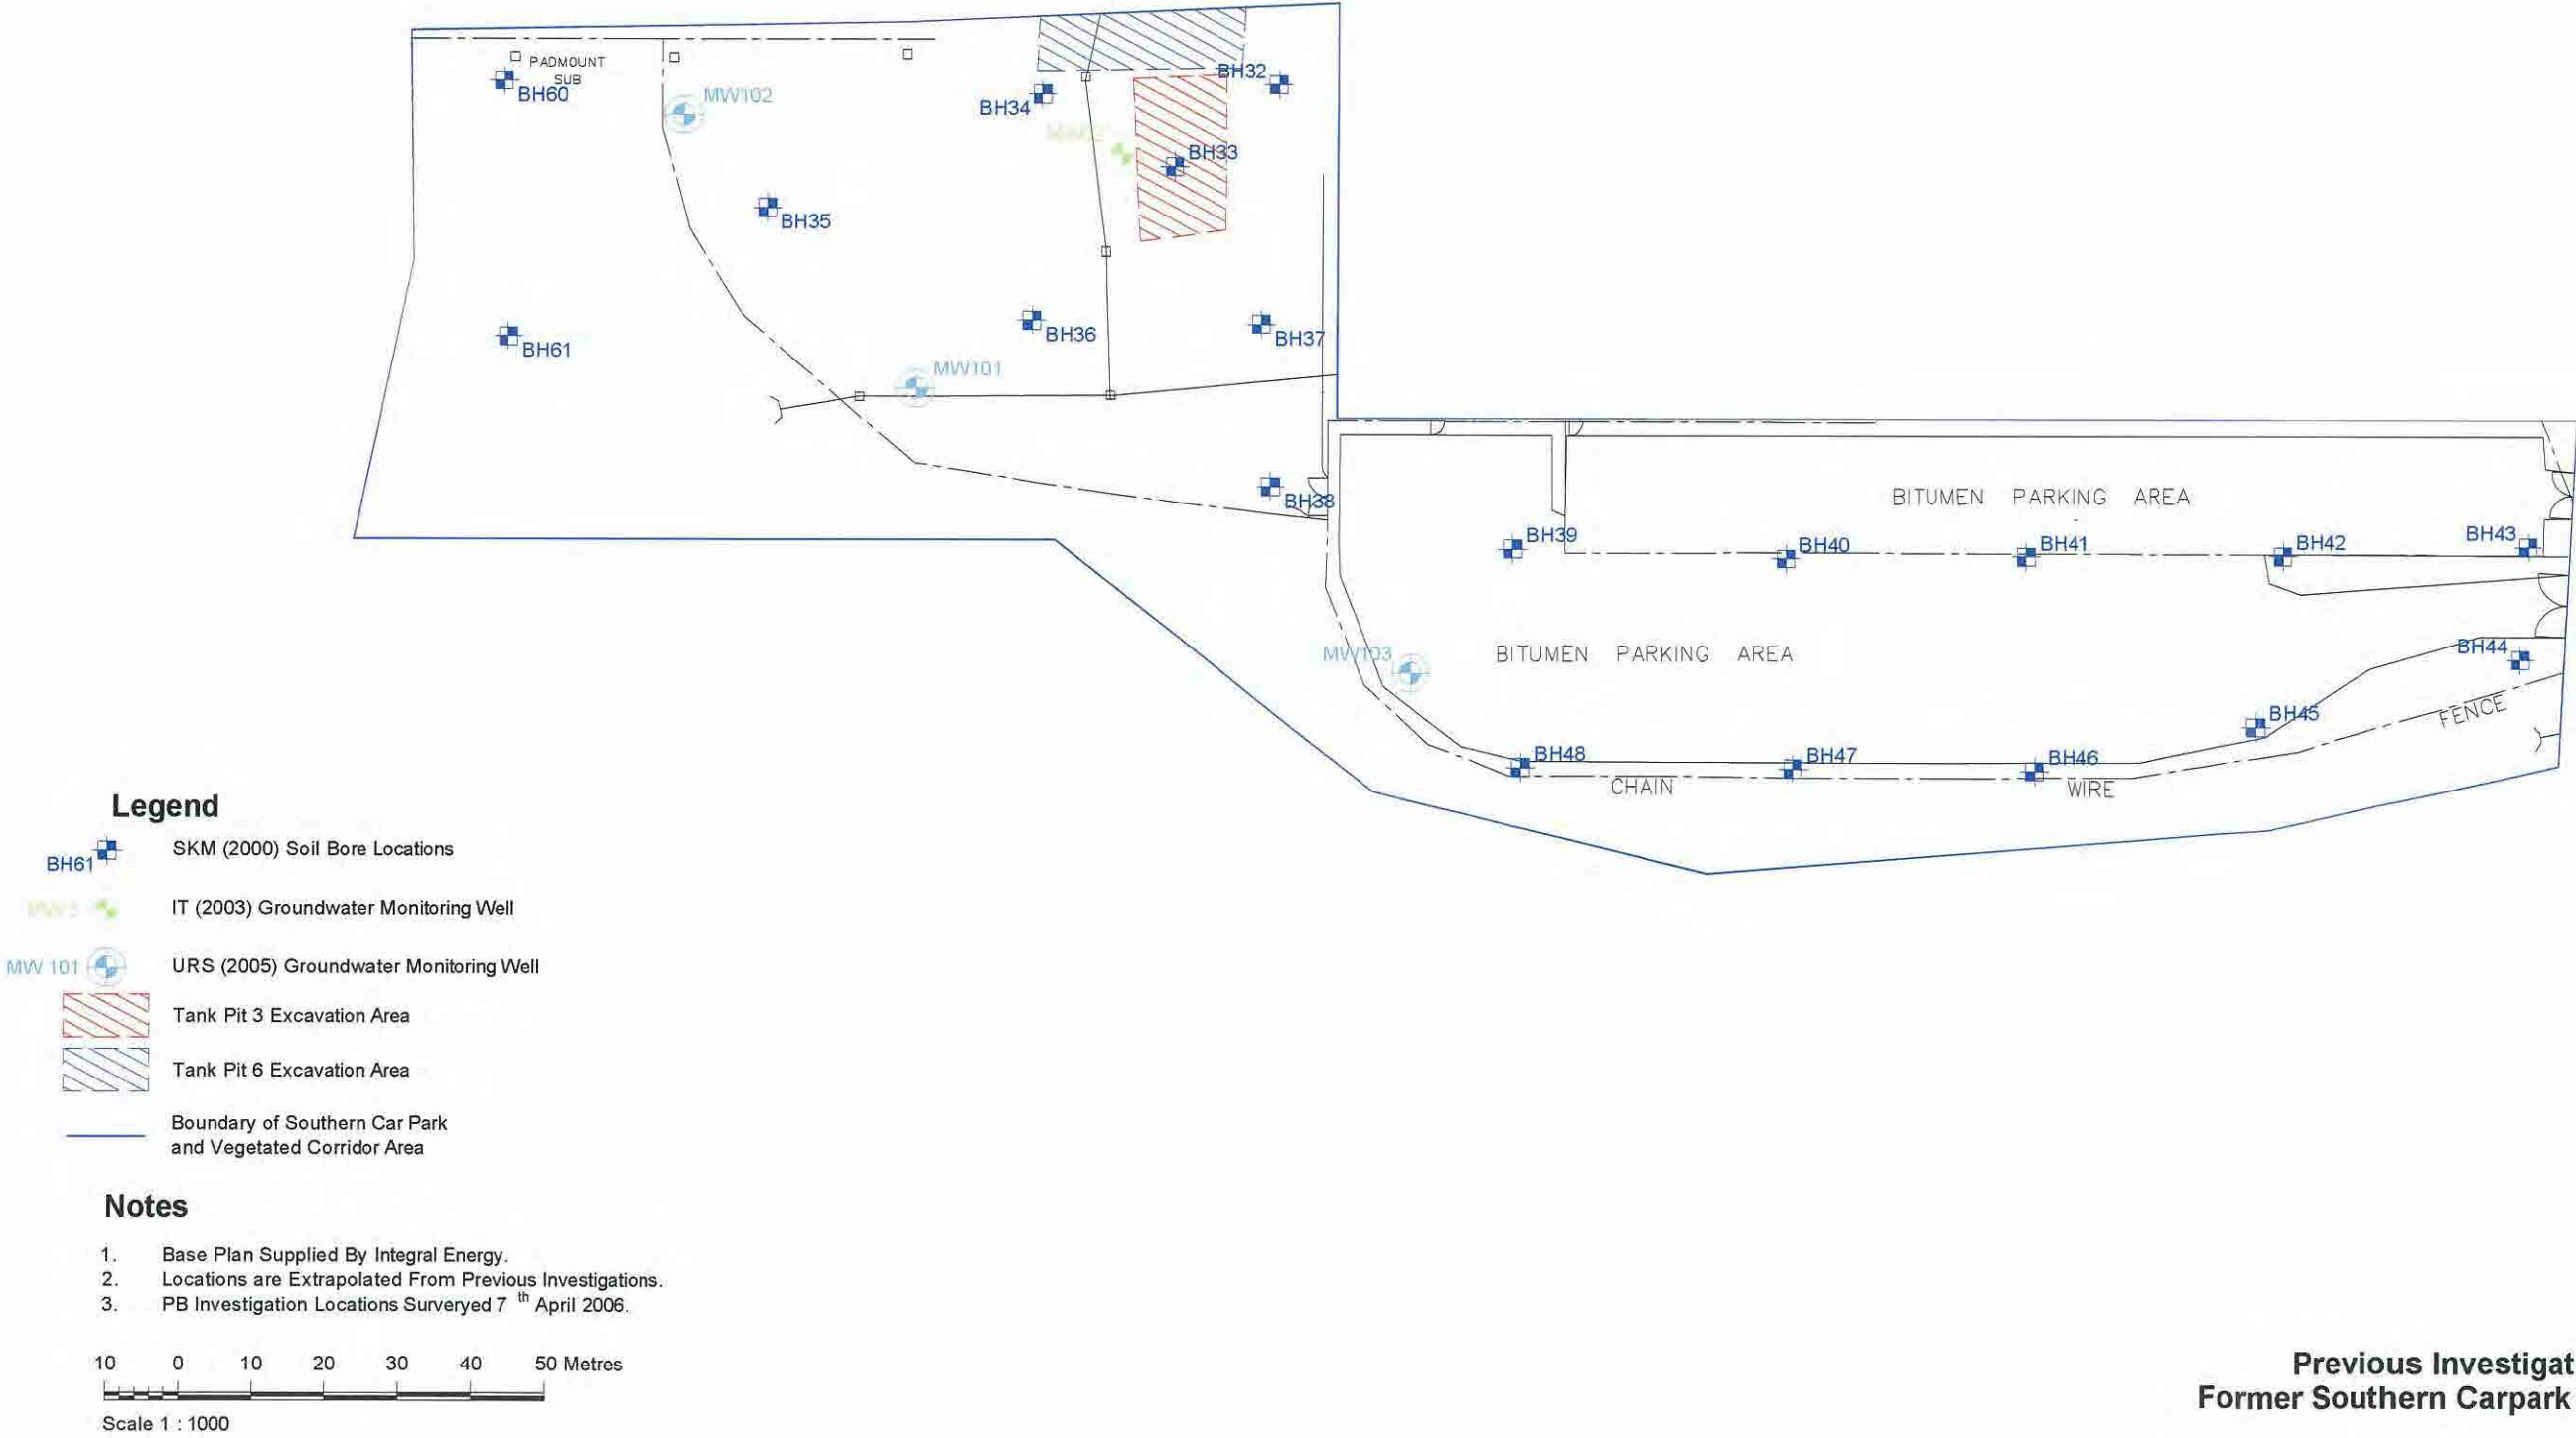 PADMOUNT
SUB
BH60
MW102
BH34
BH32
BH33
BH35
BH36
BH37
BH61
MW101
BH38
BITUMEN PARKING AREA
BH39
BH40
BH41
BH42
BH43
MW103
BITUMEN PARKING AREA
BH44
BH45
FENCE
BH48
BH47
BH46
CHAIN
WIRE
Legend
BH61
SKM (2000) Soil Bore Locations
IT (2003) Groundwater Monitoring Well
MW 101
URS (2005) Groundwater Monitoring Well
Tank Pit 3 Excavation Area
Tank Pit 6 Excavation Area
Boundary of Southern Car Park
and Vegetated Corridor Area
Notes
1. Base Plan Supplied By Integral Energy.
2. Locations are Extrapolated From Previous Investigations.
3. PB Investigation Locations Surveryed 7 th April 2006.
10 0 10 20 30 40 50 Metres
Scale 1 : 1000
Previous Investigat
Former Southern Carpark